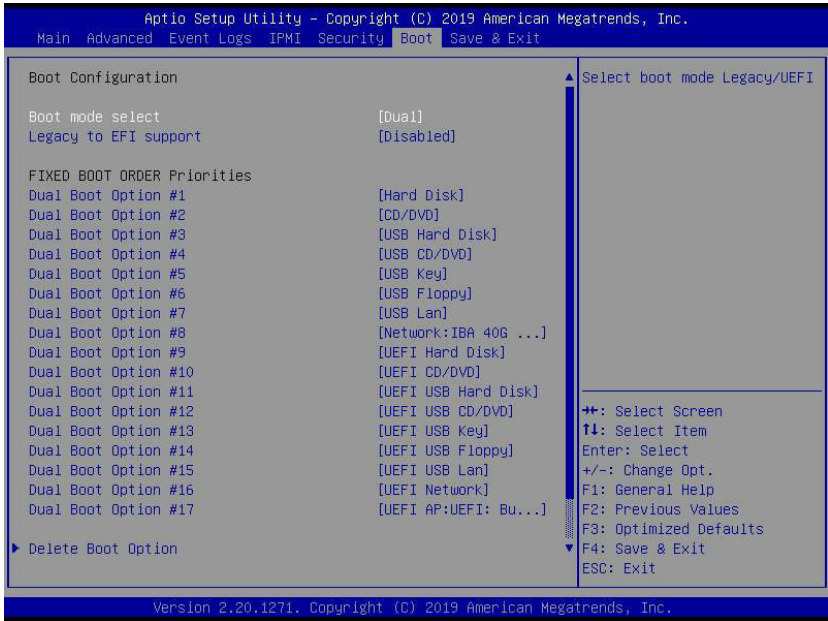 Aptio Setup Utility – Copyright (C) 2019 American Megatrends, Inc.
Main Advanced Event Logs IPMI Security Boot Save & Exit
Boot Configuration
Boot mode select [Dual]
Legacy to EFI support [Disabled]
FIXED BOOT ORDER Priorities
Dual Boot Option #1 [Hard Disk]
Dual Boot Option #2 [CD/DVD]
Dual Boot Option #3 [USB Hard Disk]
Dual Boot Option #4 [USB CD/DVD]
Dual Boot Option #5 [USB Key]
Dual Boot Option #6 [USB Floppy]
Dual Boot Option #7 [USB Lan]
Dual Boot Option #8 [Network:IBA 40G ...]
Dual Boot Option #9 [UEFI Hard Disk]
Dual Boot Option #10 [UEFI CD/DVD]
Dual Boot Option #11 [UEFI USB Hard Disk]
Dual Boot Option #12 [UEFI USB CD/DVD]
Dual Boot Option #13 [UEFI USB Key]
Dual Boot Option #14 [UEFI USB Floppy]
Dual Boot Option #15 [UEFI USB Lan]
Dual Boot Option #16 [UEFI Network]
Dual Boot Option #17 [UEFI AP:UEFI: Bu...]
Delete Boot Option
Select boot mode Legacy/UEFI
→←: Select Screen
↑↓: Select Item
Enter: Select
+/-: Change Opt.
F1: General Help
F2: Previous Values
F3: Optimized Defaults
F4: Save & Exit
ESC: Exit
Version 2.20.1271. Copyright (C) 2019 American Megatrends, Inc.